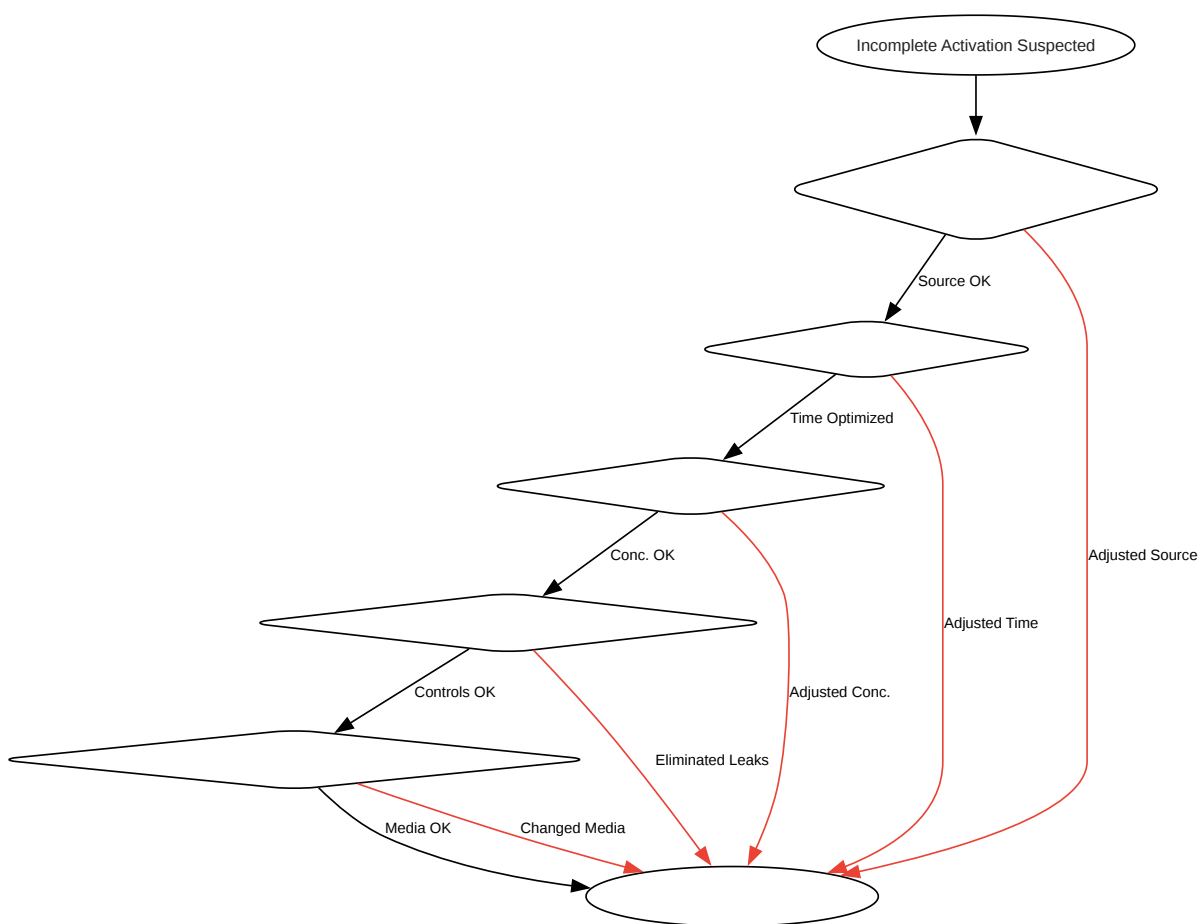 Incomplete Activation Suspected
Source OK
Time Optimized
Conc. OK
Adjusted Source
Adjusted Time
Controls OK
Adjusted Conc.
Eliminated Leaks
Media OK
Changed Media